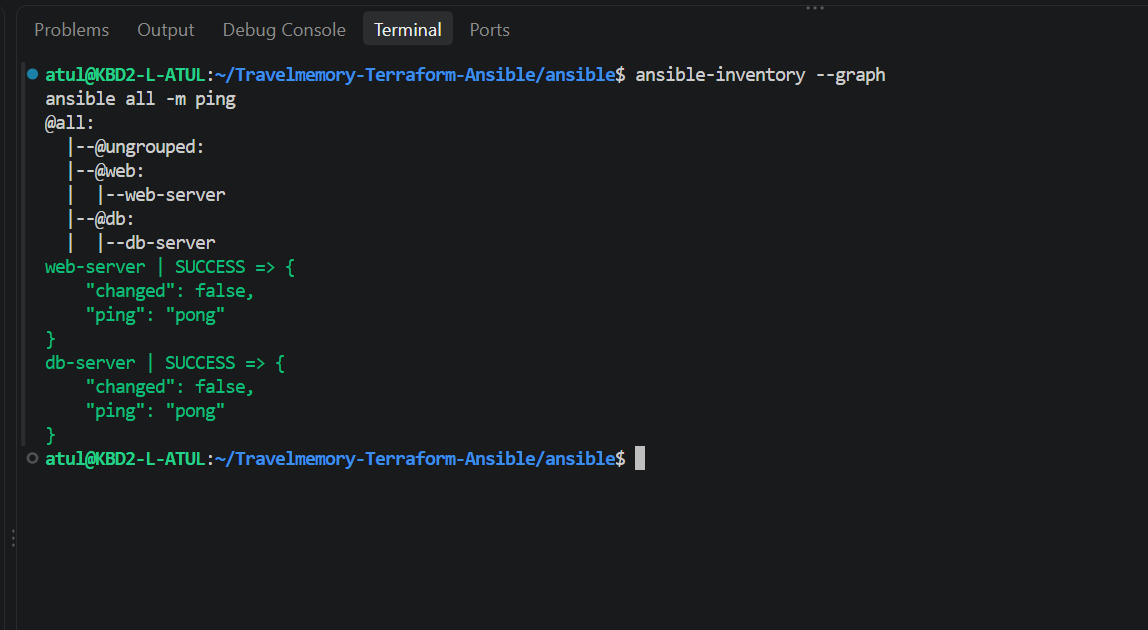 Problems Output Debug Console Terminal Ports
atul@KBD2-L-ATUL:~/Travelmemory-Terraform-Ansible/ansible$ ansible-inventory --graph
ansible all -m ping
@all:
  |--@ungrouped:
  |--@web:
  |  |--web-server
  |--@db:
  |  |--db-server
web-server | SUCCESS => {
    "changed": false,
    "ping": "pong"
}
db-server | SUCCESS => {
    "changed": false,
    "ping": "pong"
}
atul@KBD2-L-ATUL:~/Travelmemory-Terraform-Ansible/ansible$